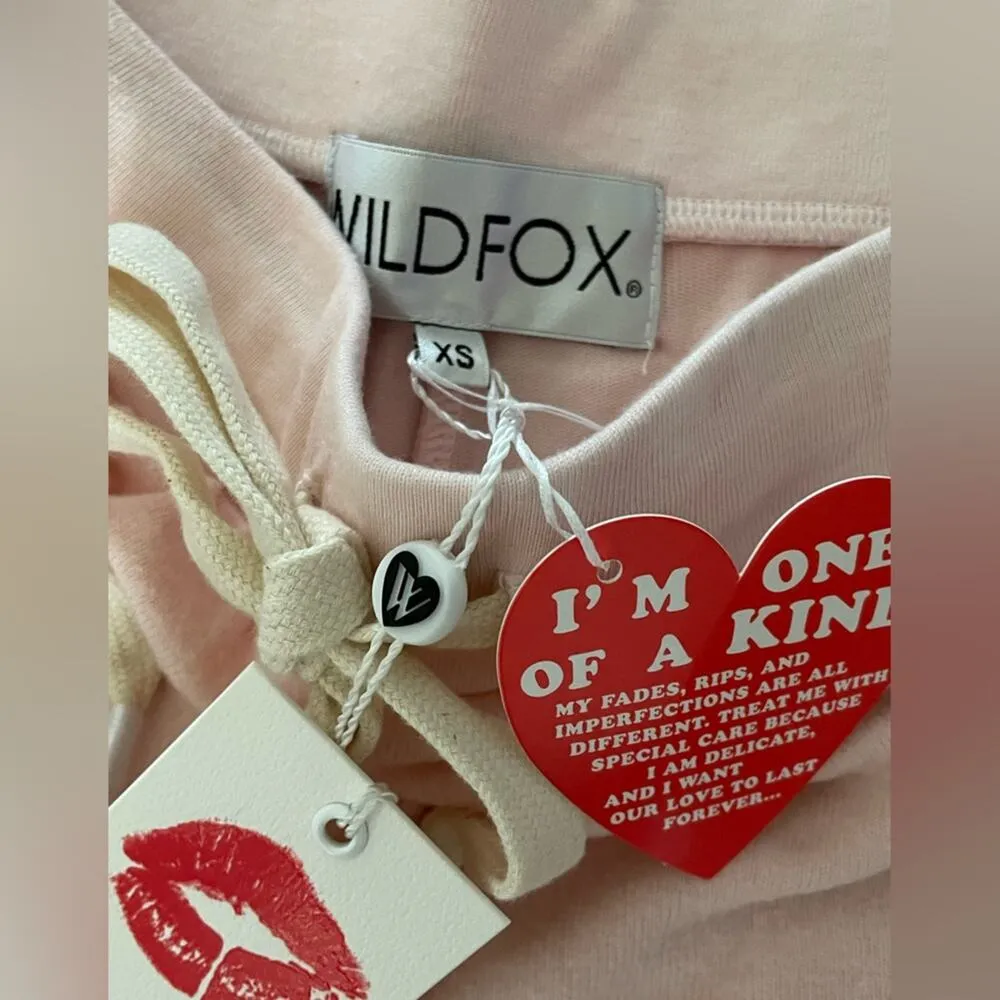 WILDFOX®
XS
I'M ONE
OF A KIND
MY FADES, RIPS, AND
IMPERFECTIONS ARE ALL
DIFFERENT. TREAT ME WITH
SPECIAL CARE BECAUSE
I AM DELICATE,
AND I WANT
OUR LOVE TO LAST
FOREVER...